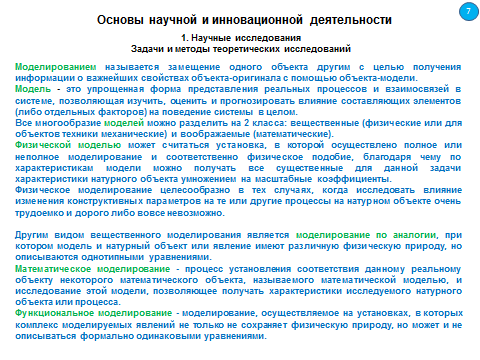 7
Основы научной и инновационной деятельности
1. Научные исследования
Задачи и методы теоретических исследований
Моделированием называется замещение одного объекта другим с целью получения
информации о важнейших свойствах объекта-оригинала с помощью объекта-модели.
Модель - это упрощенная форма представления реальных процессов и взаимосвязей в
системе, позволяющая изучить, оценить и прогнозировать влияние составляющих элементов
(либо отдельных факторов) на поведение системы в целом.
Все многообразие моделей можно разделить на 2 класса: вещественные (физические или для
объектов техники механические) и воображаемые (математические).
Физической моделью может считаться установка, в которой осуществлено полное или
неполное моделирование и соответственно физическое подобие, благодаря чему по
характеристикам модели можно получать все существенные для данной задачи
характеристики натурного объекта умножением на масштабные коэффициенты.
Физическое моделирование целесообразно в тех случаях, когда исследовать влияние
изменения конструктивных параметров на те или другие процессы на натурном объекте очень
трудоемко и дорого либо вовсе невозможно.
Другим видом вещественного моделирования является моделирование по аналогии, при
котором модель и натурный объект или явление имеют различную физическую природу, но
описываются однотипными уравнениями.
Математическое моделирование - процесс установления соответствия данному реальному
объекту некоторого математического объекта, называемого математической моделью, и
исследование этой модели, позволяющее получать характеристики исследуемого натурного
объекта или процесса.
Функциональное моделирование - моделирование, осуществляемое на установках, в которых
комплекс моделируемых явлений не только не сохраняет физическую природу, но может и не
описываться формально одинаковыми уравнениями.